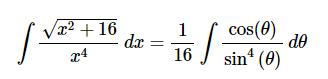 ∫ √(x² + 16) / x⁴ dx = 1/16 ∫ cos(θ) / sin⁴ (θ) dθ